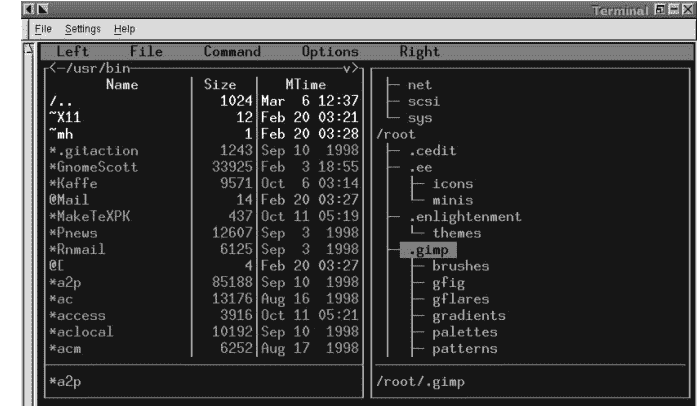 Terminal
File Settings Help
Left File Command Options Right
<-/usr/bin v>
Name Size MTime
/.. 1024 Mar 6 12:37
~X11 12 Feb 20 03:21
~mh 1 Feb 20 03:28
*.gitaction 1243 Sep 10 1998
*GnomeScott 33925 Feb 3 18:55
*Kaffe 9571 Oct 6 03:14
@Mail 14 Feb 20 03:27
*MakeTeXPK 437 Oct 11 05:19
*Pnews 12607 Sep 3 1998
*Rnmail 6125 Sep 3 1998
@[ 4 Feb 20 03:27
*a2p 85188 Sep 10 1998
*ac 13176 Aug 16 1998
*access 3916 Oct 11 05:21
*aclocal 10192 Sep 10 1998
*acm 6252 Aug 17 1998
*a2p
net
scsi
sys
/root
.cedit
.ee
icons
minis
.enlightenment
themes
.gimp
brushes
gfig
gflares
gradients
palettes
patterns
/root/.gimp